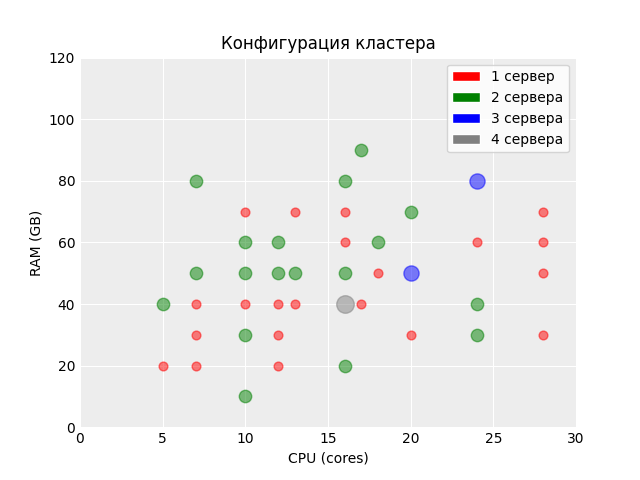 Конфигурация кластера
120
100
80
60
40
20
0
RAM (GB)
1 сервер
2 сервера
3 сервера
4 сервера
0 5 10 15 20 25 30
CPU (cores)